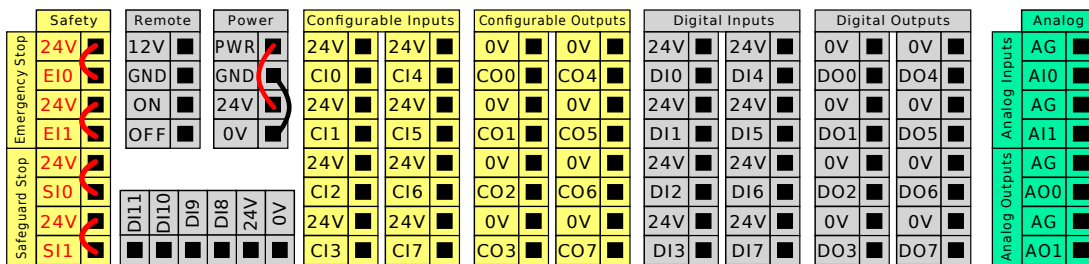 Safety
Emergency Stop
24V
EI0
24V
EI1
Safeguard Stop
24V
SI0
24V
SI1
Remote
12V
GND
ON
OFF
Power
PWR
GND
24V
0V
DI11
DI10
DI9
DI8
24V
0V
Configurable Inputs
24V 24V
CI0 CI4
24V 24V
CI1 CI5
24V 24V
CI2 CI6
24V 24V
CI3 CI7
Configurable Outputs
0V 0V
CO0 CO4
0V 0V
CO1 CO5
0V 0V
CO2 CO6
0V 0V
CO3 CO7
Digital Inputs
24V 24V
DI0 DI4
24V 24V
DI1 DI5
24V 24V
DI2 DI6
24V 24V
DI3 DI7
Digital Outputs
0V 0V
DO0 DO4
0V 0V
DO1 DO5
0V 0V
DO2 DO6
0V 0V
DO3 DO7
Analog
Analog Inputs
AG
AI0
AG
AI1
Analog Outputs
AG
AO0
AG
AO1